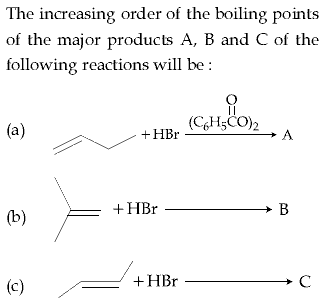 The increasing order of the boiling points
of the major products A, B and C of the
following reactions will be :
O
||
(a) +HBr (C₆H₅CO)₂ A
(b) +HBr B
(c) +HBr C